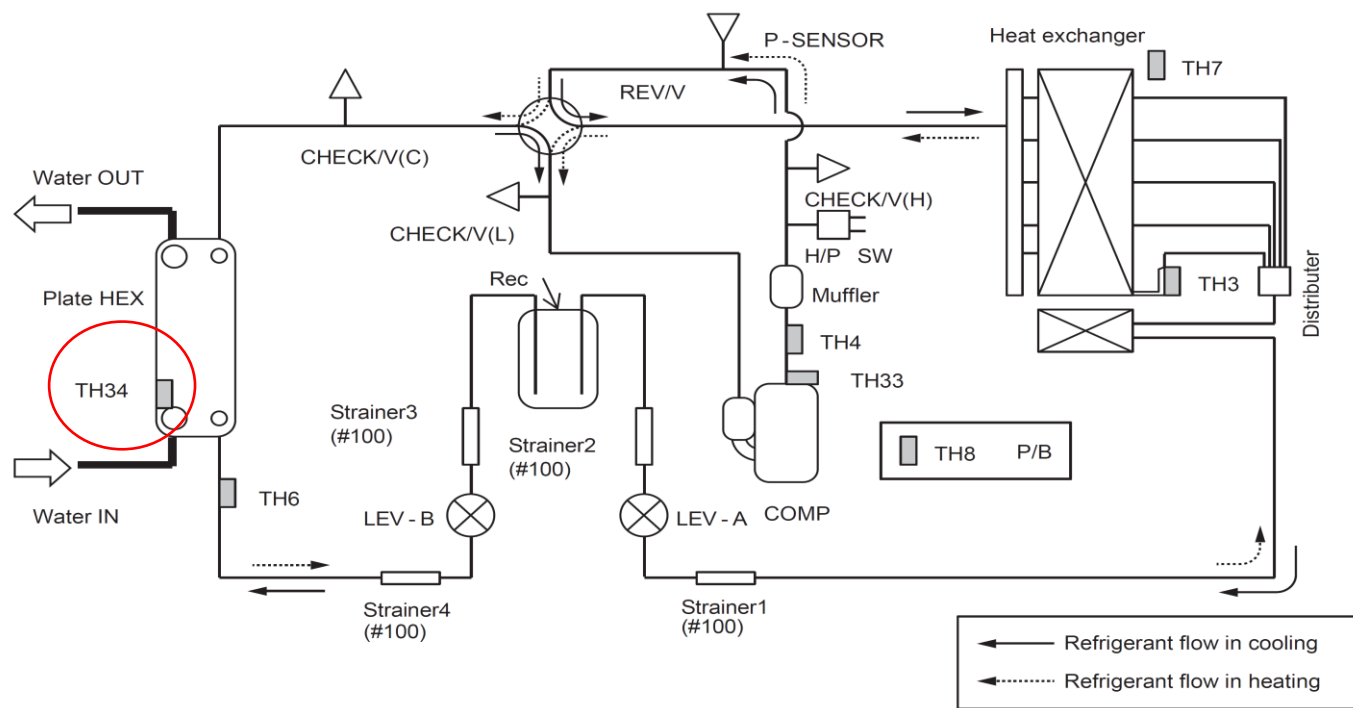 P-SENSOR
Heat exchanger
TH7
REV/V
CHECK/V(C)
Water OUT
CHECK/V(H)
CHECK/V(L)
H/P SW
Rec
Muffler
TH3
Distributer
Plate HEX
TH4
TH34
TH33
Strainer3
(#100)
Strainer2
(#100)
TH8 P/B
TH6
Water IN
LEV - B
LEV - A
COMP
Strainer4
(#100)
Strainer1
(#100)
Refrigerant flow in cooling
Refrigerant flow in heating